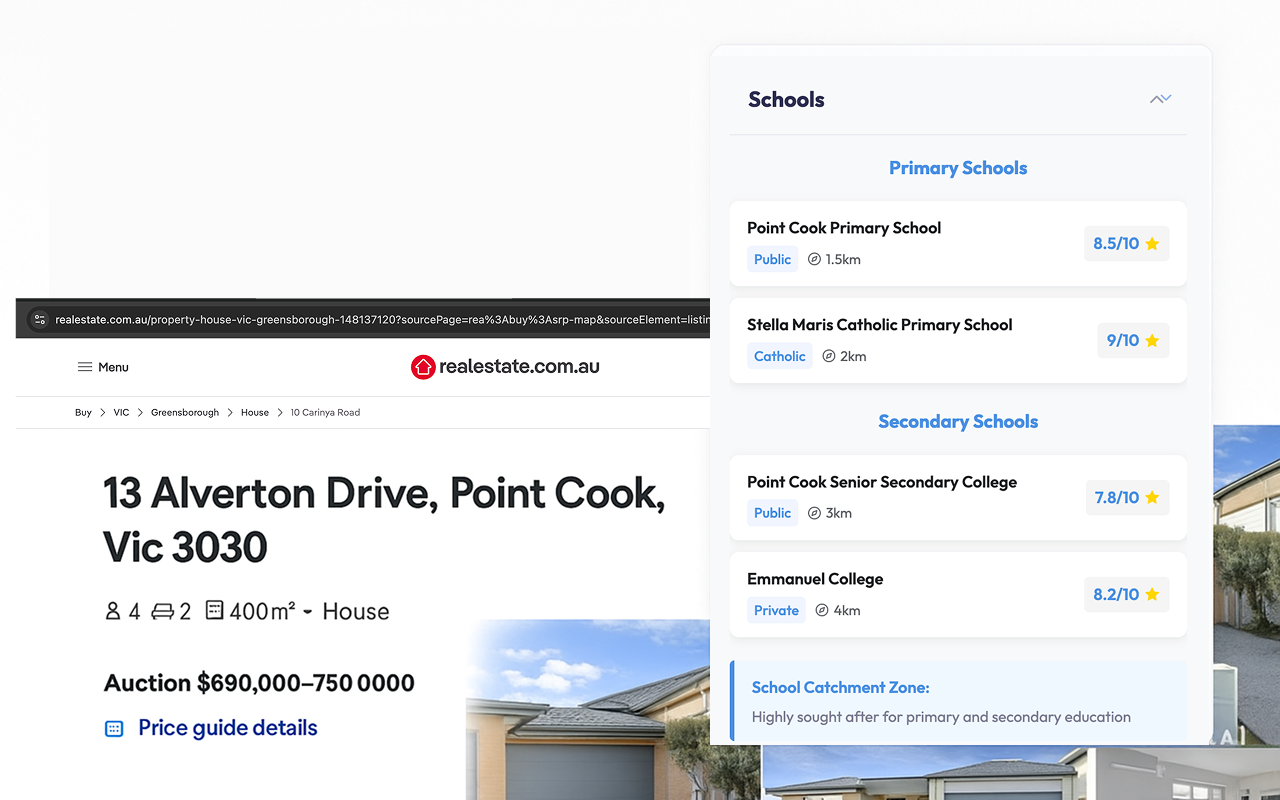 realestate.com.au/property-house-vic-greensborough-148137120?sourcePage=rea%3Abuy%3Asrp-map&sourceElement=listin
Menu
realestate.com.au
Buy > VIC > Greensborough > House > 10 Carinya Road
13 Alverton Drive, Point Cook,
Vic 3030
4 2 400 m² - House
Auction $690,000–750 0000
Price guide details
Schools
Primary Schools
Point Cook Primary School
Public 1.5km
8.5/10
Stella Maris Catholic Primary School
Catholic 2km
9/10
Secondary Schools
Point Cook Senior Secondary College
Public 3km
7.8/10
Emmanuel College
Private 4km
8.2/10
School Catchment Zone:
Highly sought after for primary and secondary education